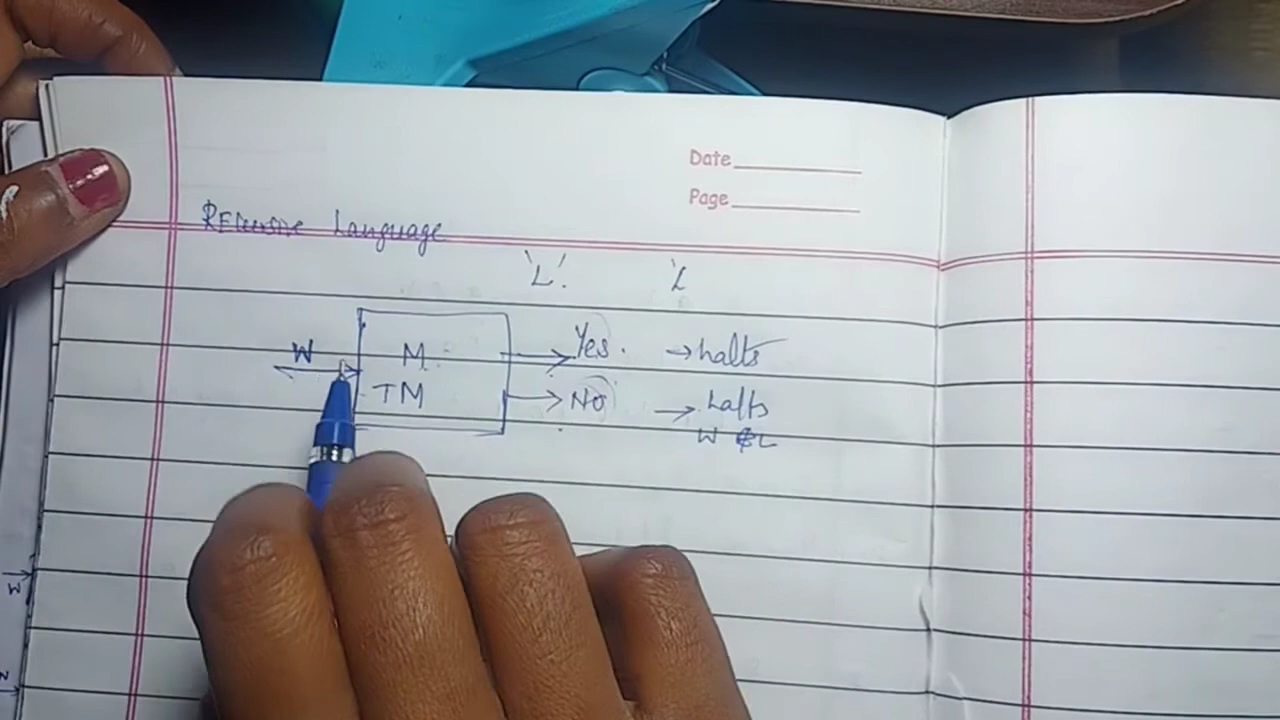 Date
Page
RECursive Language
'L'. 'L
W M Yes. → halts
TM No → halts
W ∉ L